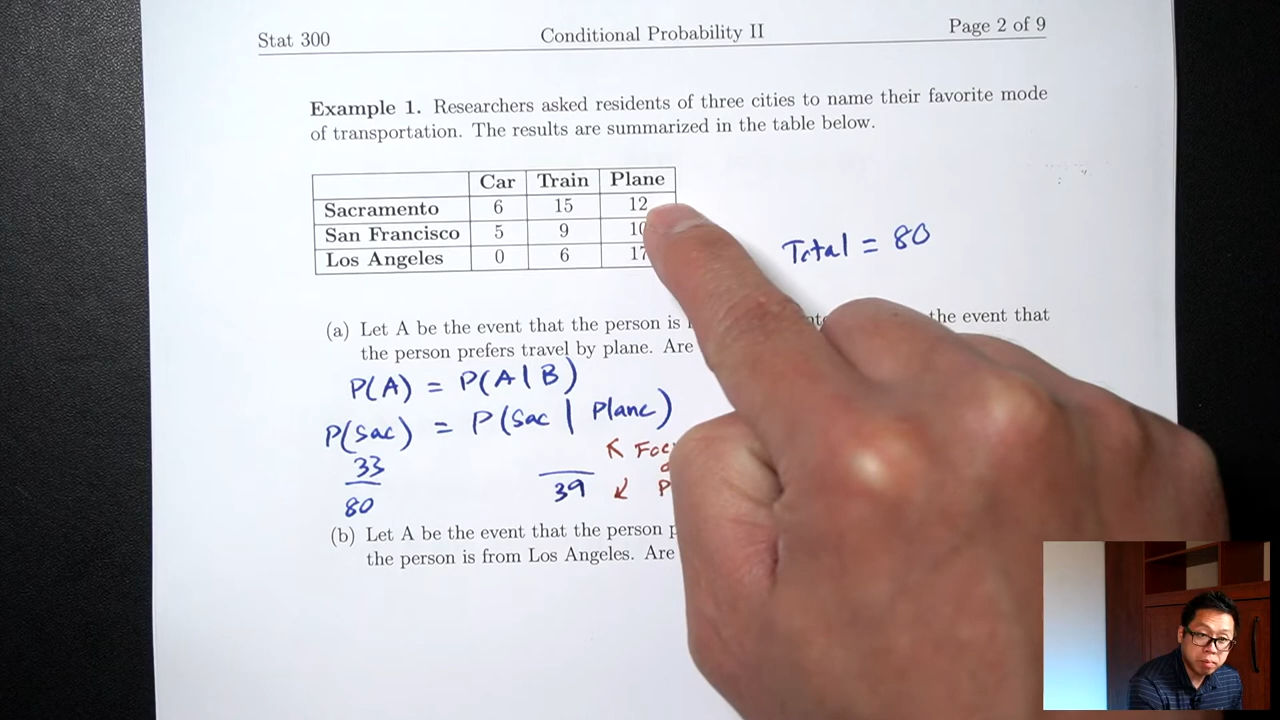 Stat 300 Conditional Probability II Page 2 of 9
Example 1. Researchers asked residents of three cities to name their favorite mode
of transportation. The results are summarized in the table below.
Car Train Plane
Sacramento 6 15 12
San Francisco 5 9 10
Los Angeles 0 6 17
Total = 80
(a) Let A be the event that the person is the event that
the person prefers travel by plane. Are
P(A) = P(A | B)
P(Sac) = P(Sac | Plane)
33
80
39
(b) Let A be the event that the person
the person is from Los Angeles. Are